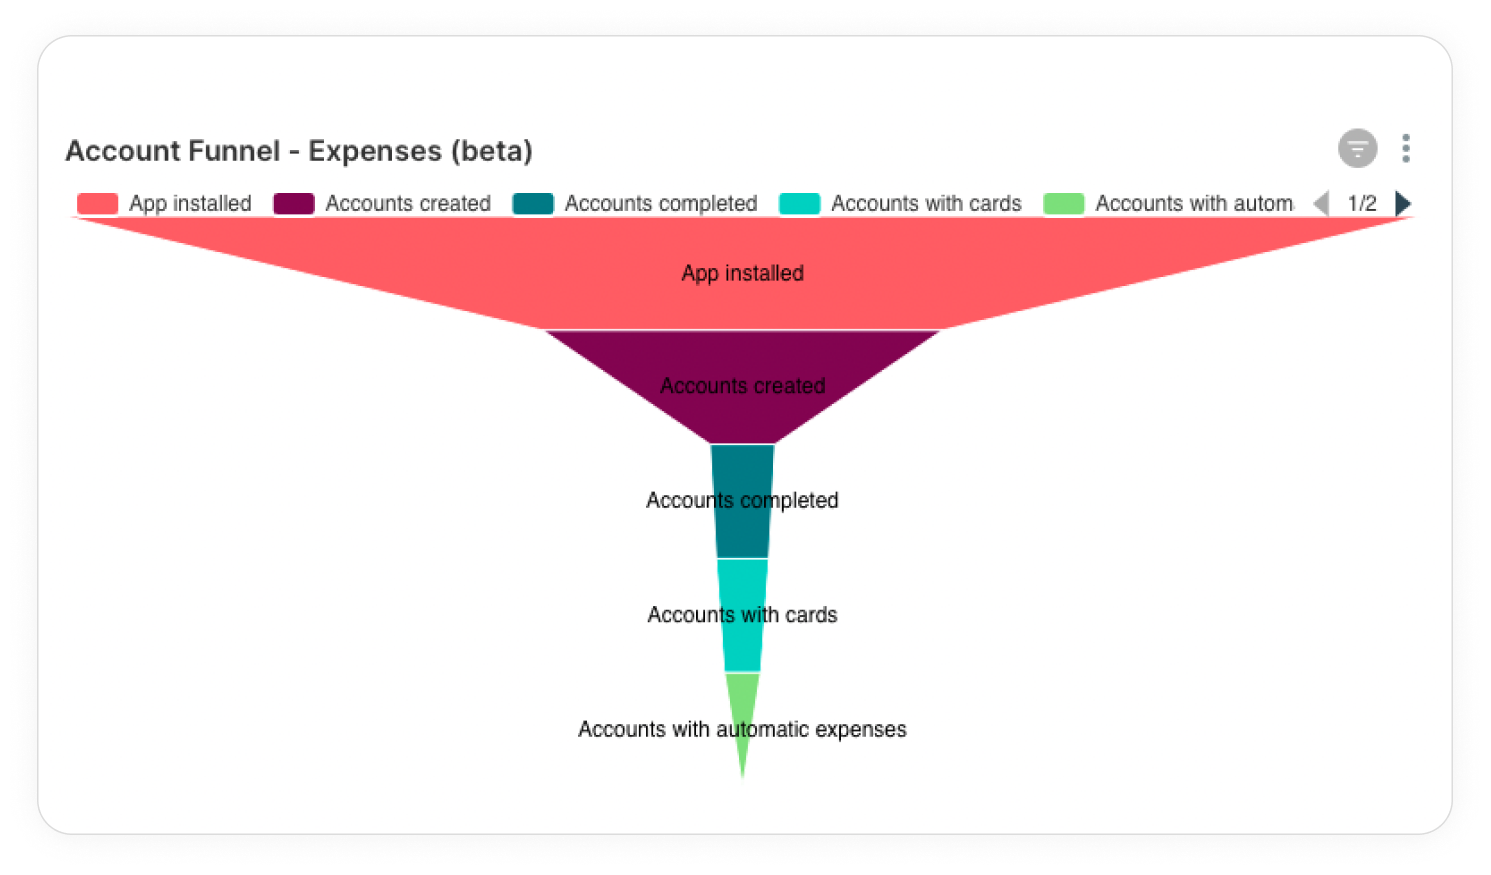 Account Funnel - Expenses (beta)
App installed Accounts created Accounts completed Accounts with cards Accounts with autom 1/2
App installed
Accounts created
Accounts completed
Accounts with cards
Accounts with automatic expenses